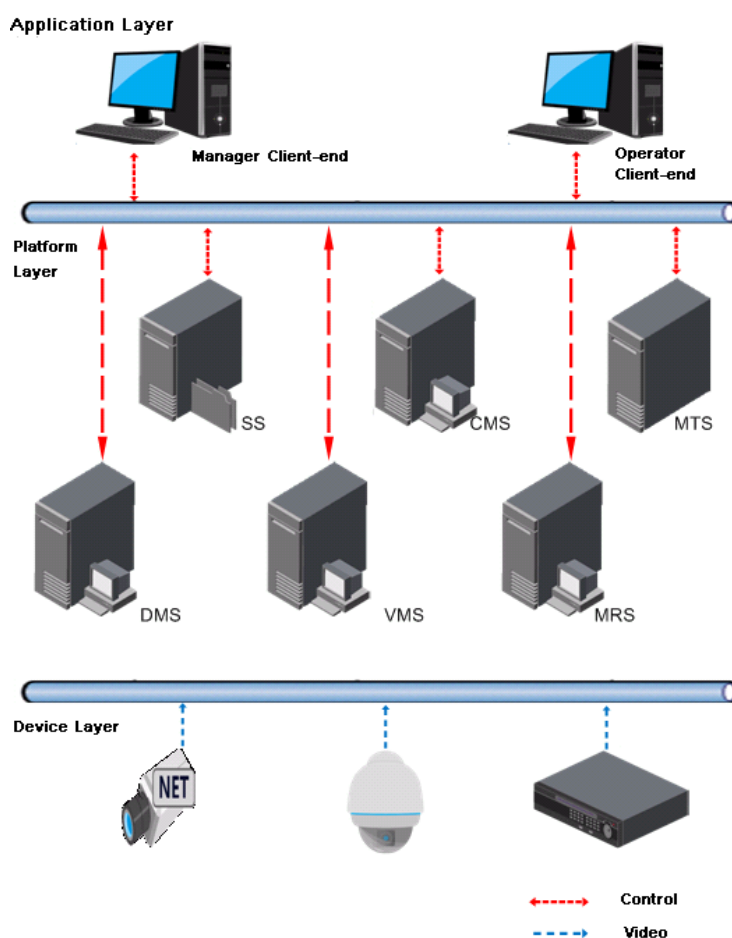 Application Layer
Manager Client-end
Operator
Client-end
Platform
Layer
SS
CMS
MTS
DMS
VMS
MRS
Device Layer
NET
Control
Video